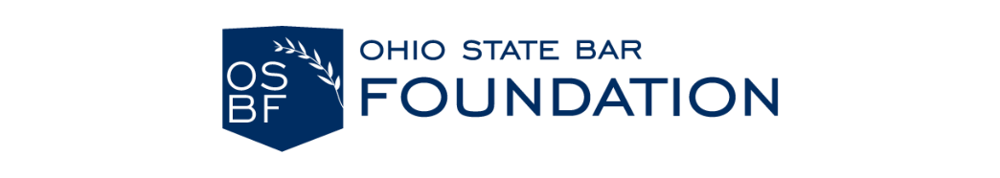 OS
BF
OHIO STATE BAR
FOUNDATION